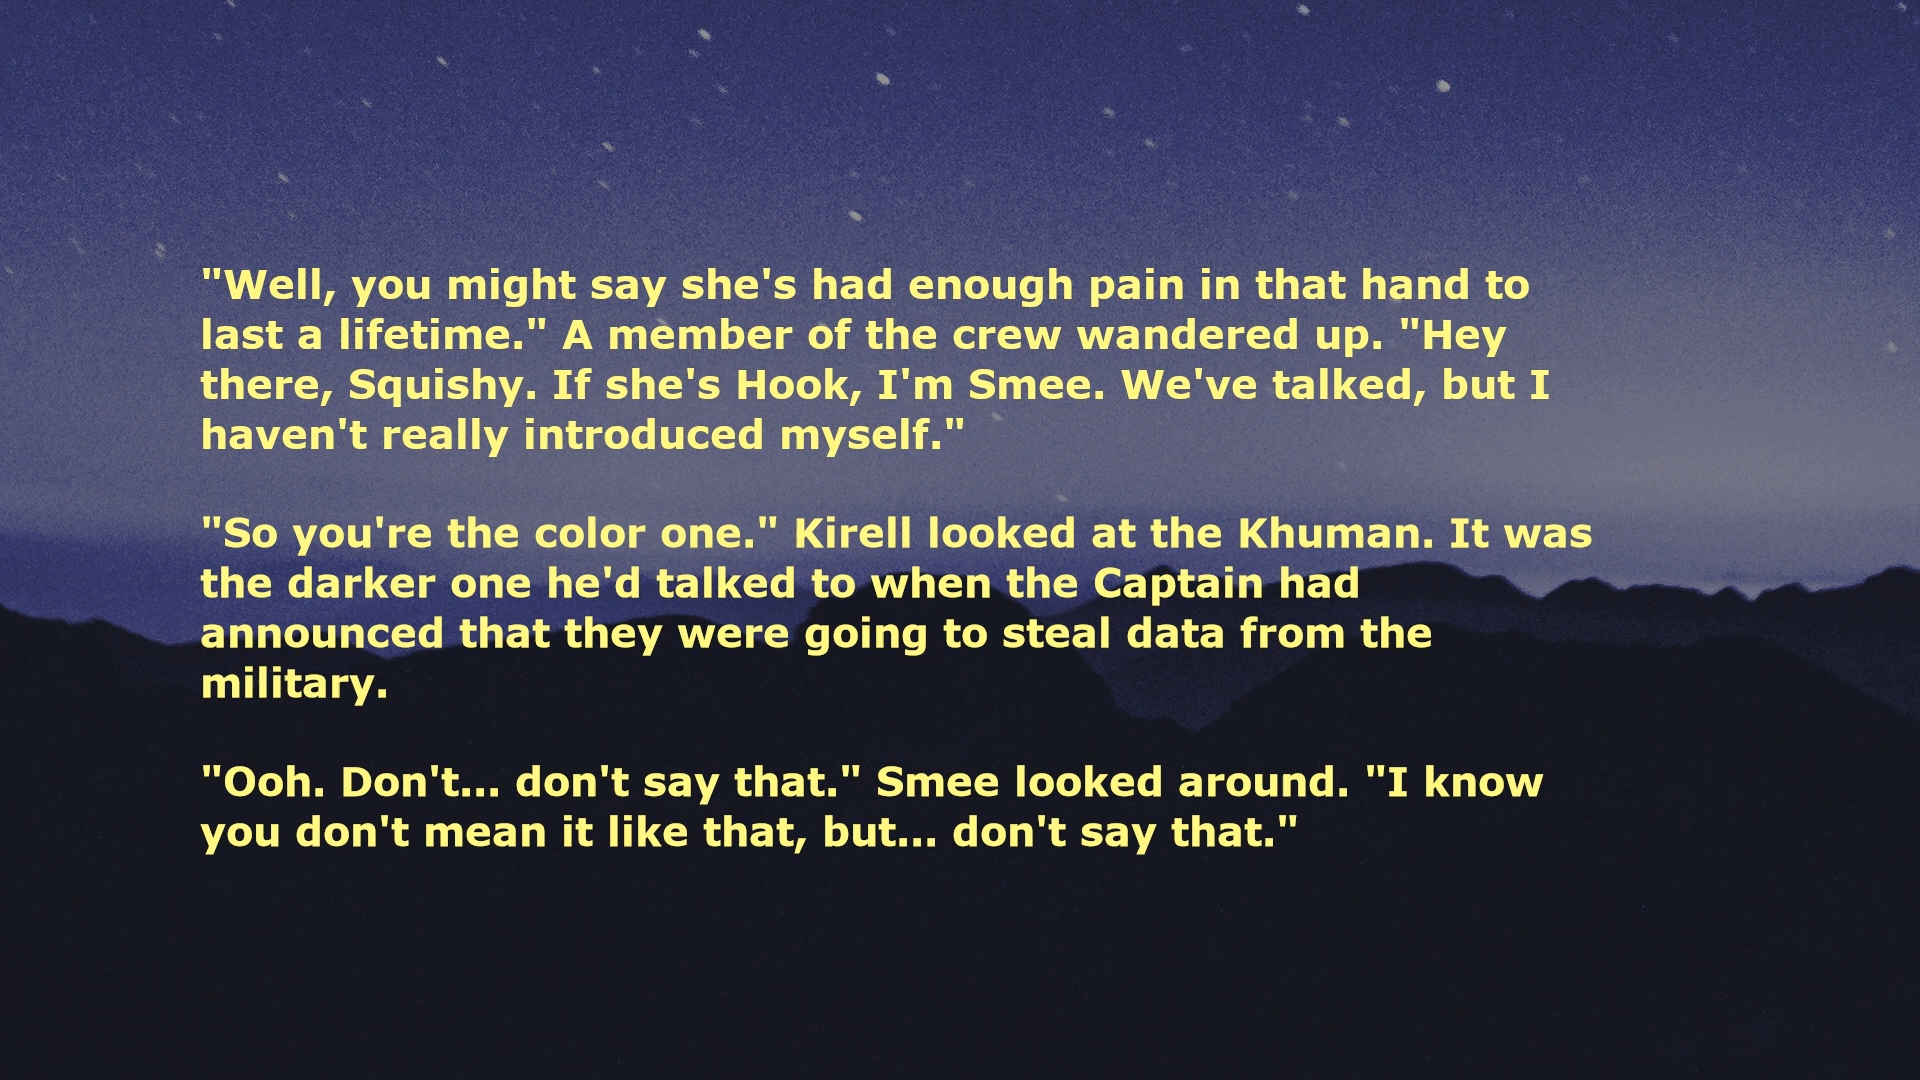 "Well, you might say she's had enough pain in that hand to
last a lifetime." A member of the crew wandered up. "Hey
there, Squishy. If she's Hook, I'm Smee. We've talked, but I
haven't really introduced myself."
"So you're the color one." Kirell looked at the Khuman. It was
the darker one he'd talked to when the Captain had
announced that they were going to steal data from the
military.
"Ooh. Don't... don't say that." Smee looked around. "I know
you don't mean it like that, but... don't say that."